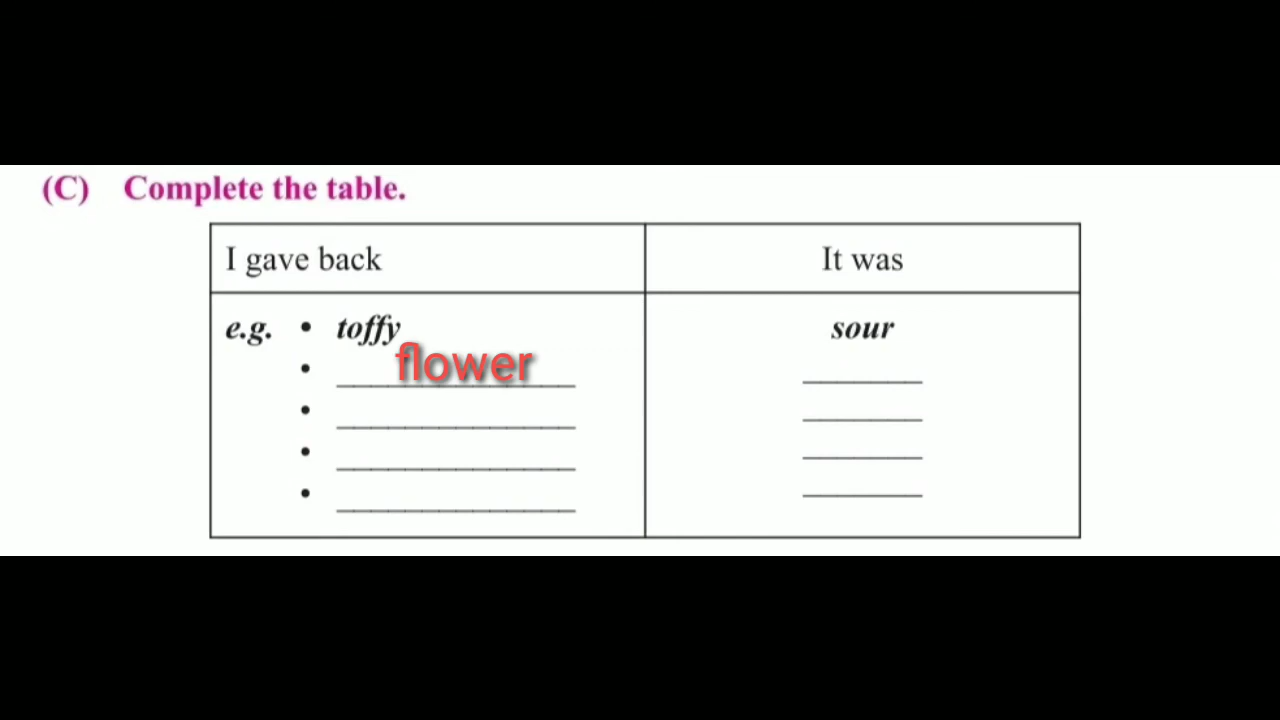 (C) Complete the table.
I gave back It was
e.g. • toffy sour
• flower
•
•
•